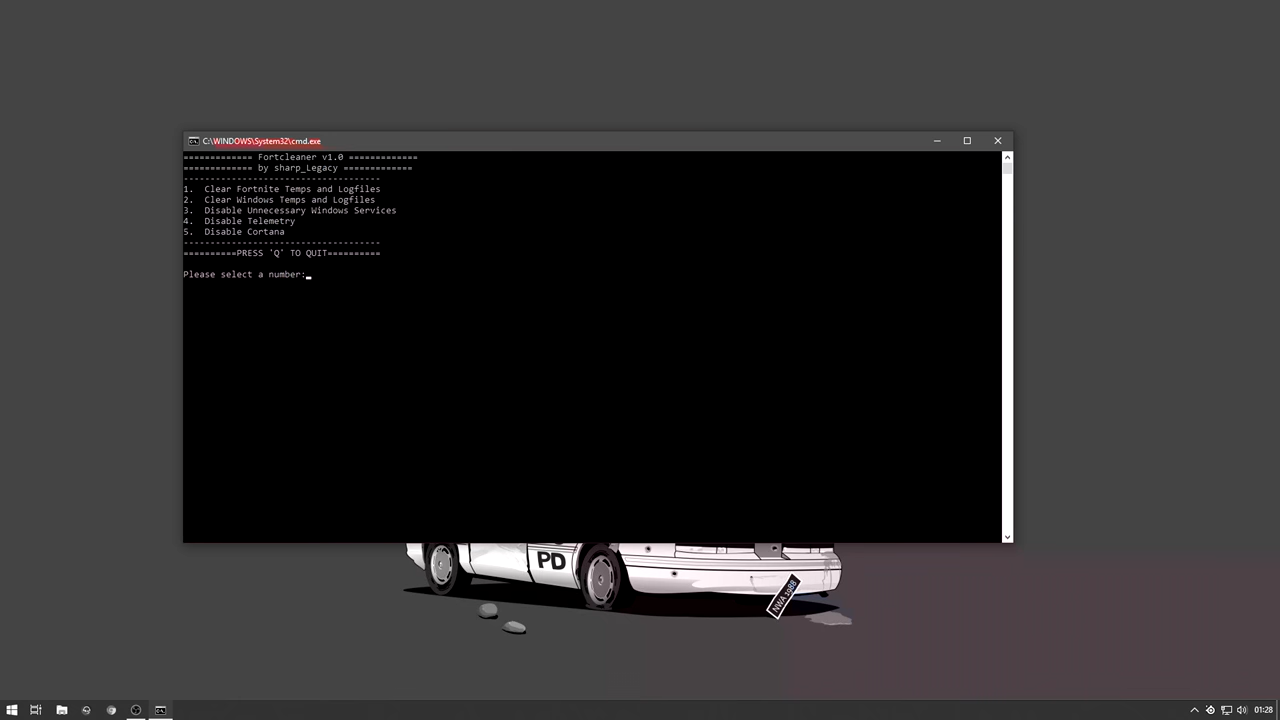 C:\WINDOWS\System32\cmd.exe
============= Fortcleaner v1.0 =============
============= by sharp_Legacy =============
-------------------------------------
1.  Clear Fortnite Temps and Logfiles
2.  Clear Windows Temps and Logfiles
3.  Disable Unnecessary Windows Services
4.  Disable Telemetry
5.  Disable Cortana
-------------------------------------
==========PRESS 'Q' TO QUIT==========
Please select a number:
PD
NWA 1988
01:28